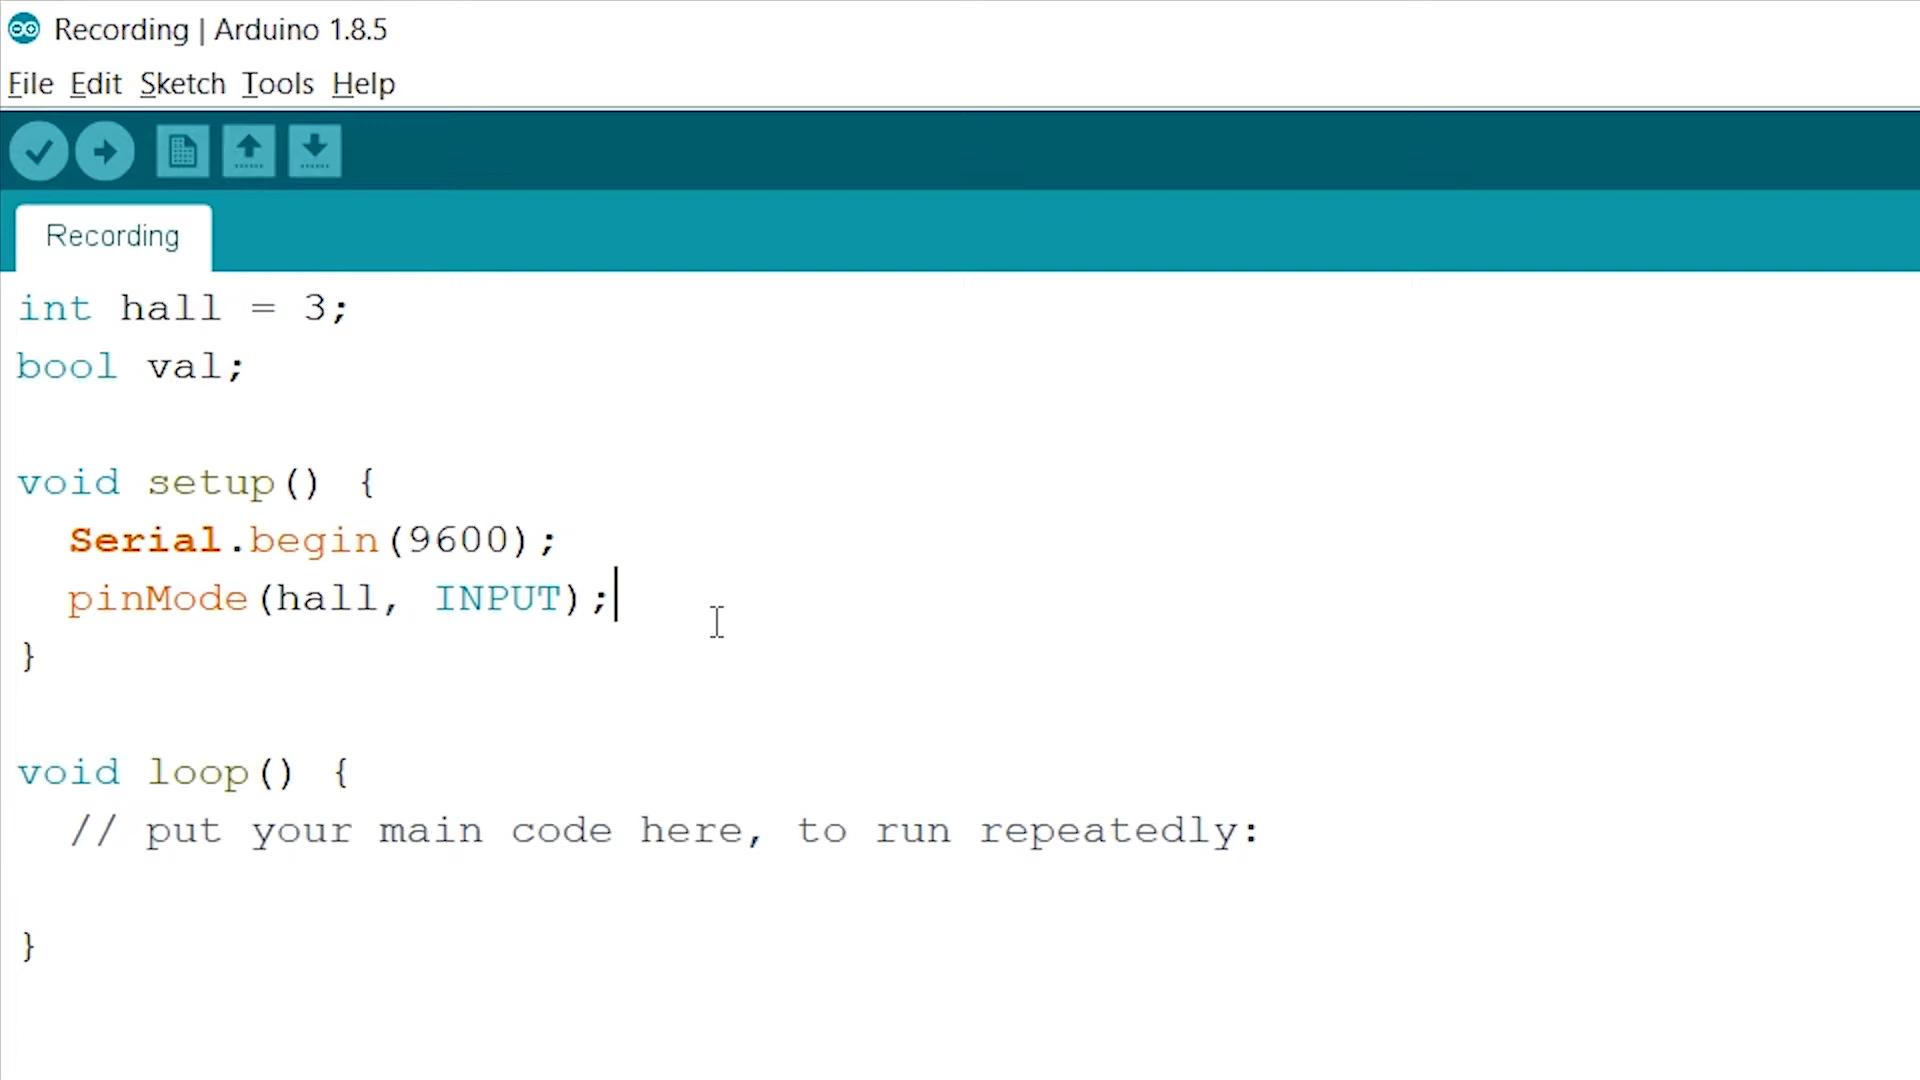 Recording | Arduino 1.8.5
File Edit Sketch Tools Help
Recording
int hall = 3;
bool val;
void setup() {
Serial.begin(9600);
pinMode(hall, INPUT);
}
void loop() {
// put your main code here, to run repeatedly:
}